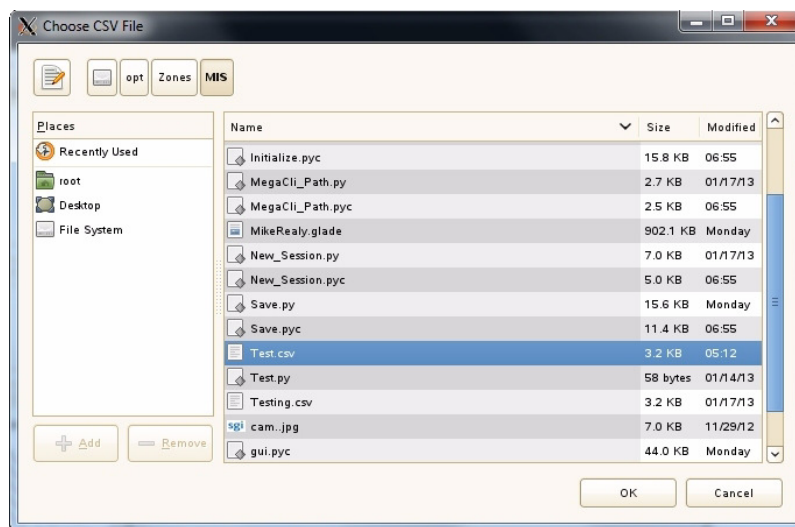 Choose CSV File
opt Zones MIS
Places
Recently Used
root
Desktop
File System
Add Remove
Name Size Modified
Initialize.pyc 15.8 KB 06:55
MegaCli_Path.py 2.7 KB 01/17/13
MegaCli_Path.pyc 2.5 KB 06:55
MikeRealy.glade 902.1 KB Monday
New_Session.py 7.0 KB 01/17/13
New_Session.pyc 5.0 KB 06:55
Save.py 15.6 KB Monday
Save.pyc 11.4 KB 06:55
Test.csv 3.2 KB 05:12
Test.py 58 bytes 01/14/13
Testing.csv 3.2 KB 01/17/13
sgi cam..jpg 7.0 KB 11/29/12
gui.pyc 44.0 KB Monday
OK Cancel